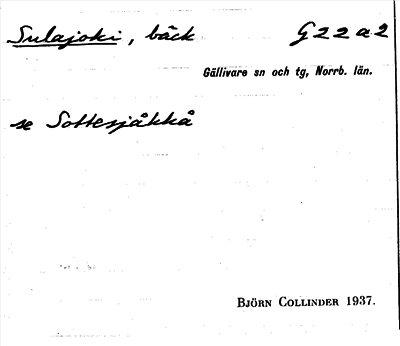 Sulajoki, bäck G22a2
Gällivare sn och tg, Norrb. län.
se Sottesjåkkå
BJÖRN COLLINDER 1937.